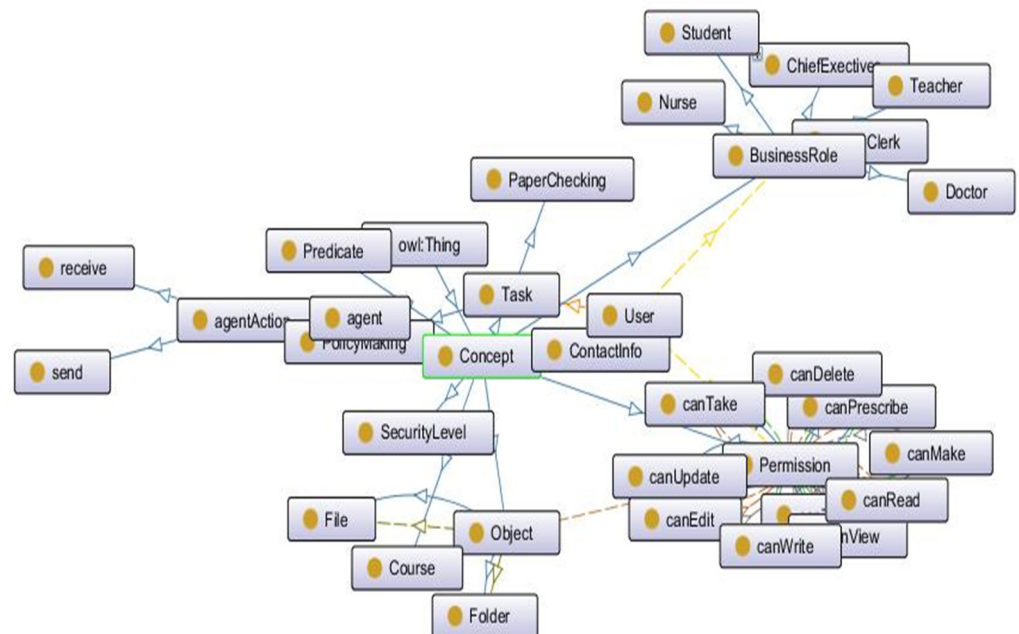 Student
ChiefExective
Teacher
Nurse
Clerk
BusinessRole
Doctor
PaperChecking
owl:Thing
Predicate
receive
Task
agentAction
agent
User
PolicyMaking
ContactInfo
Concept
send
canDelete
canTake
canPrescribe
SecurityLevel
canMake
Permission
canUpdate
canRead
File
canEdit
Object
nView
canWrite
Course
Folder